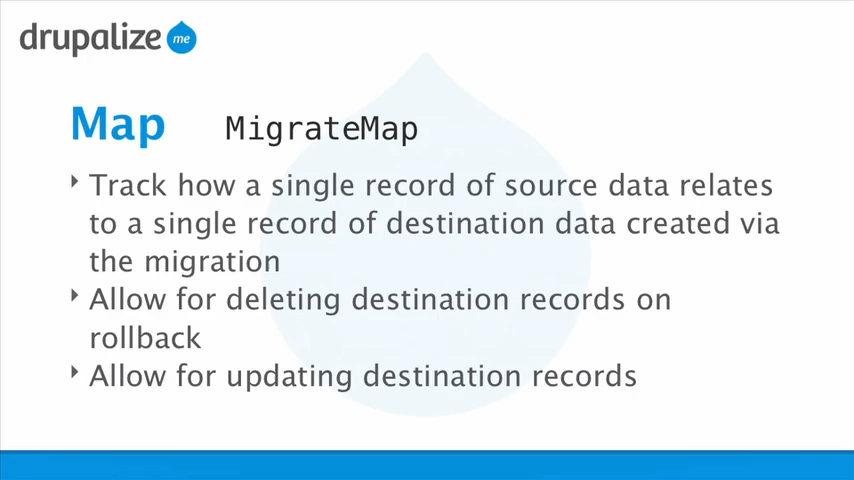 drupalize me
Map MigrateMap
‣ Track how a single record of source data relates
to a single record of destination data created via
the migration
‣ Allow for deleting destination records on
rollback
‣ Allow for updating destination records